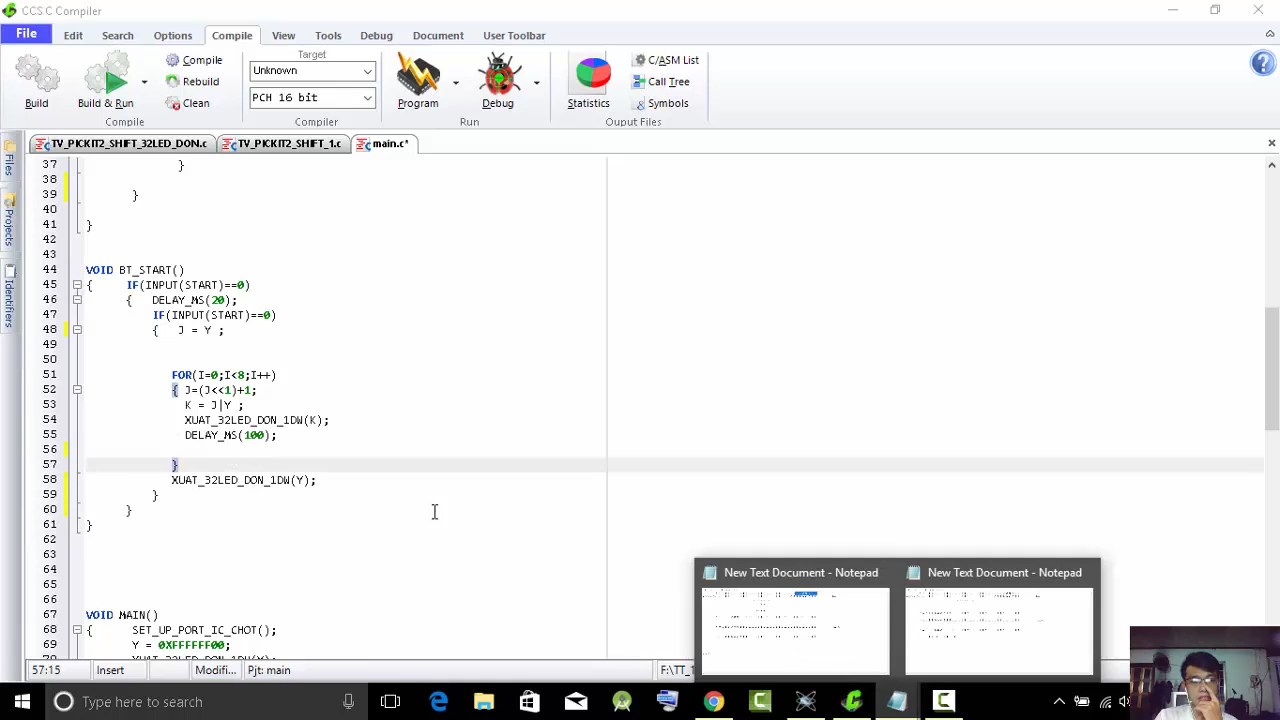 CCS C Compiler
File Edit Search Options Compile View Tools Debug Document User Toolbar
Target
Compile Unknown C/ASM List
Rebuild Call Tree
Clean PCH 16 bit Symbols
Build Build & Run Program Debug Statistics
Compile Compiler Run Ouput Files
TV_PICKIT2_SHIFT_32LED_DON.c TV_PICKIT2_SHIFT_1.c main.c*
Files
Projects
Identifiers
37 }
38
39 }
40
41 }
42
43
44 VOID BT_START()
45 { IF(INPUT(START)==0)
46 { DELAY_MS(20);
47 IF(INPUT(START)==0)
48 { J = Y ;
49
50
51 FOR(I=0;I<8;I++)
52 { J=(J<<1)+1;
53 K = J|Y ;
54 XUAT_32LED_DON_1DW(K);
55 DELAY_MS(100);
56
57 }
58 XUAT_32LED_DON_1DW(Y);
59 }
60 }
61 }
62
63
64
65
66
67 VOID MAIN()
68 { SET_UP_PORT_IC_CHOT();
69 Y = 0XFFFFFF00;
70 XUAT_32LED_DON_1DW(Y);
New Text Document - Notepad New Text Document - Notepad
57:15 Insert Modifi... Pjt: main
Type here to search